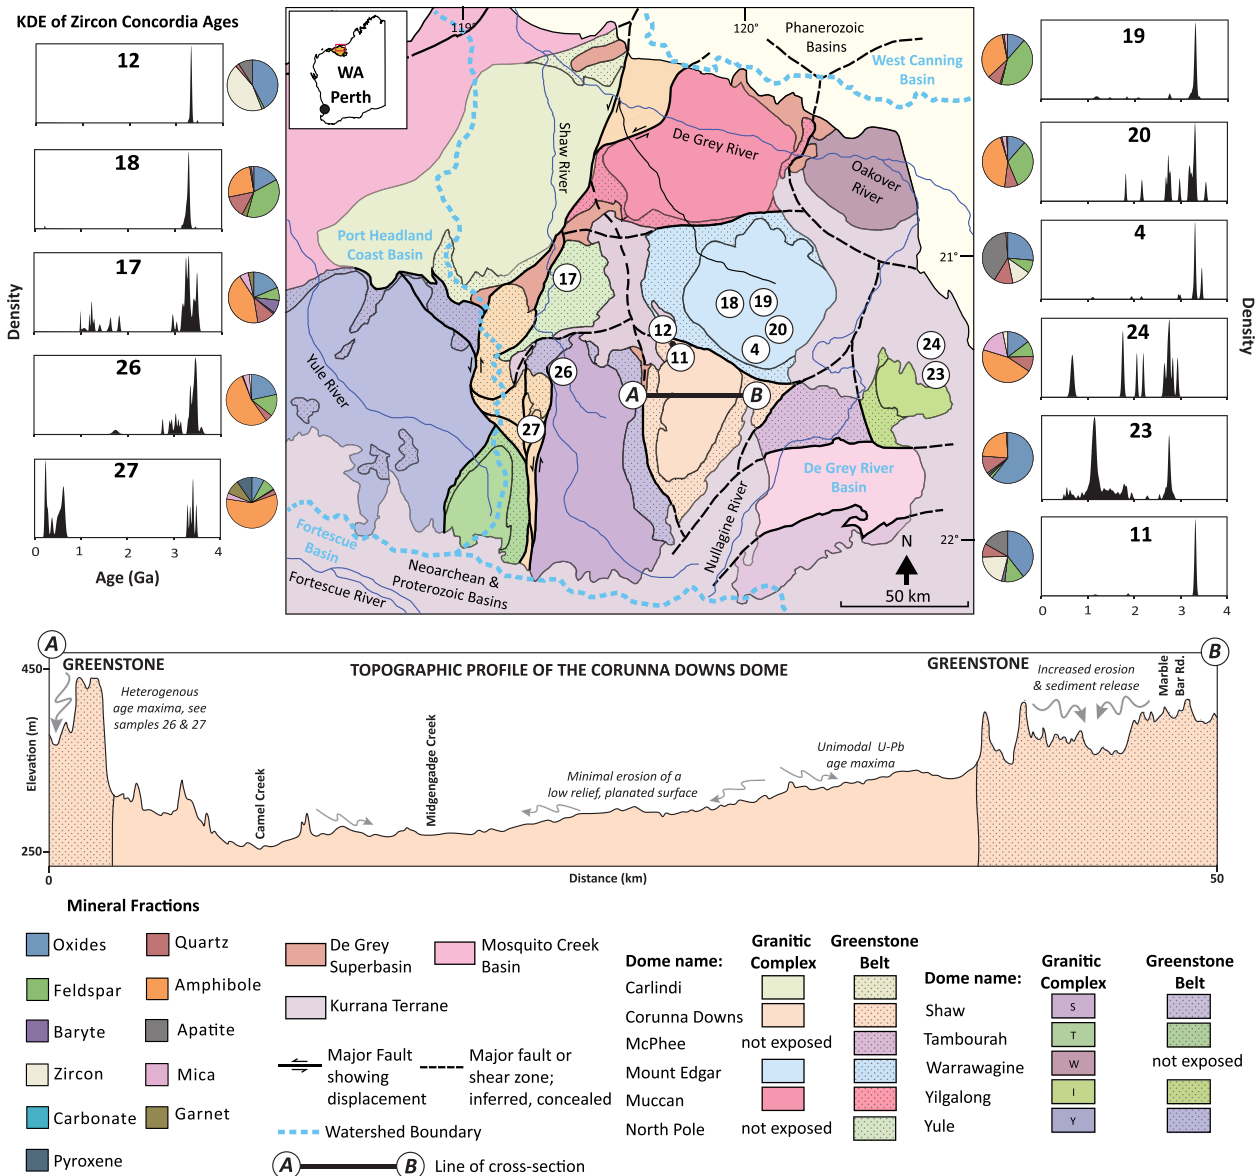 KDE of Zircon Concordia Ages
12
18
17
26
27
Density
0 1 2 3 4
Age (Ga)
WA
Perth
119°
120°
Phanerozoic
Basins
West Canning
Basin
Shaw River
De Grey River
Oakover
River
Port Headland
Coast Basin
21°
17
18
19
20
4
12
11
24
23
26
27
A
B
Yule River
De Grey River
Basin
Nullagine River
Fortescue
Basin
Fortescue River
Neoarchean &
Proterozoic Basins
22°
N
50 km
19
20
4
24
23
11
Density
0 1 2 3 4
A
B
GREENSTONE
TOPOGRAPHIC PROFILE OF THE CORUNNA DOWNS DOME
GREENSTONE
450
250
Elevation (m)
Heterogenous
age maxima, see
samples 26 & 27
Camel Creek
Midgengadge Creek
Minimal erosion of a
low relief, planated surface
Unimodal U-Pb
age maxima
Increased erosion
& sediment release
Marble
Bar Rd.
0
Distance (km)
50
Mineral Fractions
Oxides
Quartz
Feldspar
Amphibole
Baryte
Apatite
Zircon
Mica
Carbonate
Garnet
Pyroxene
De Grey
Superbasin
Mosquito Creek
Basin
Kurrana Terrane
Major Fault
showing
displacement
Major fault or
shear zone;
inferred, concealed
Watershed Boundary
A
B
Line of cross-section
Dome name:
Granitic
Complex
Greenstone
Belt
Carlindi
Corunna Downs
McPhee
not exposed
Mount Edgar
Muccan
North Pole
not exposed
Dome name:
Granitic
Complex
Greenstone
Belt
Shaw
S
Tambourah
T
Warrawagine
W
not exposed
Yilgalong
I
Yule
Y